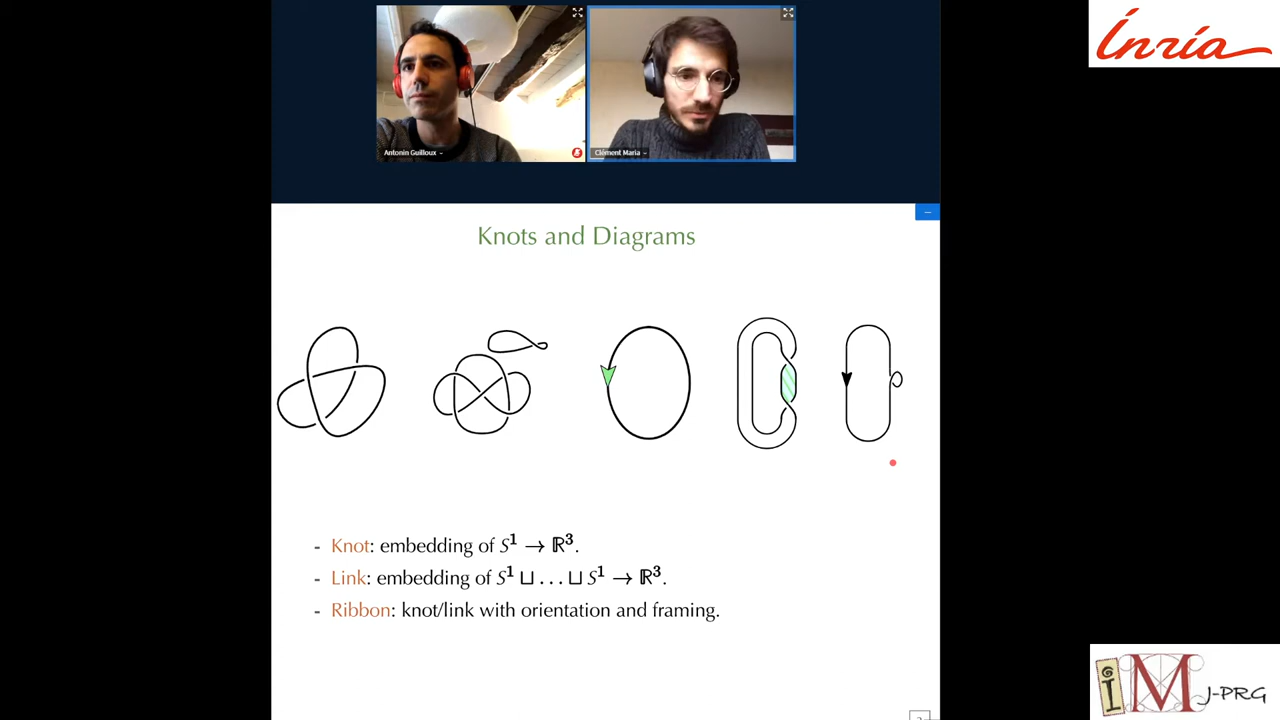 Inria
Antonin Guilloux
Clément Maria
Knots and Diagrams
- Knot: embedding of S¹ → ℝ³.
- Link: embedding of S¹ ⊔ … ⊔ S¹ → ℝ³.
- Ribbon: knot/link with orientation and framing.
iMJ-PRG